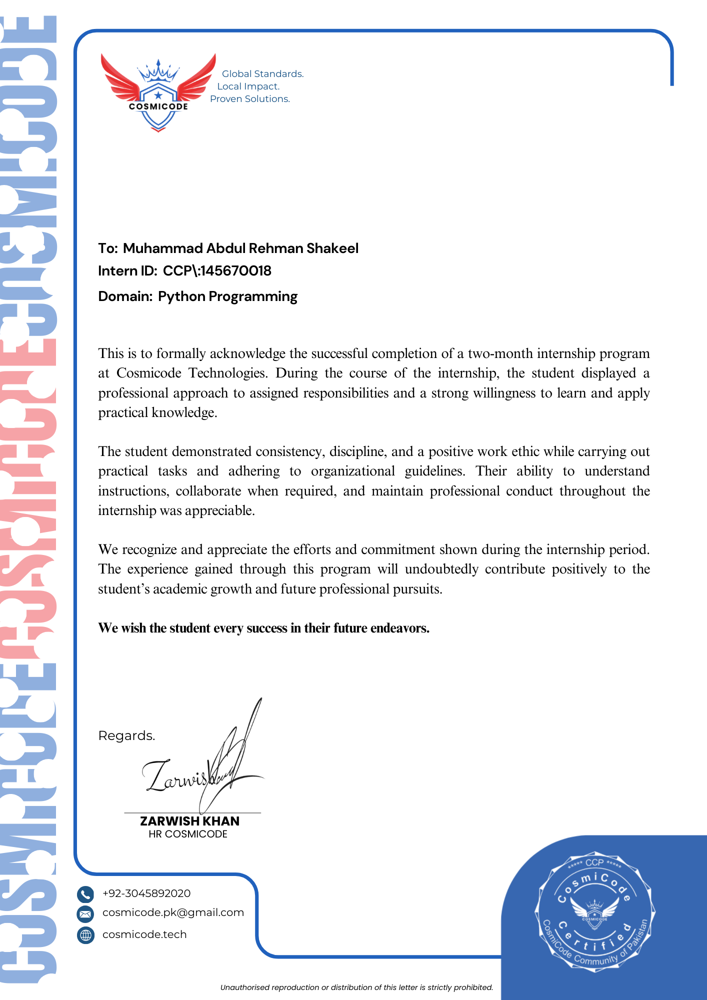 COSMICODE COSMICODE COSMICODE
Global Standards.
Local Impact.
Proven Solutions.
COSMICODE
To: Muhammad Abdul Rehman Shakeel
Intern ID: CCP\:145670018
Domain: Python Programming
This is to formally acknowledge the successful completion of a two-month internship program
at Cosmicode Technologies. During the course of the internship, the student displayed a
professional approach to assigned responsibilities and a strong willingness to learn and apply
practical knowledge.
The student demonstrated consistency, discipline, and a positive work ethic while carrying out
practical tasks and adhering to organizational guidelines. Their ability to understand
instructions, collaborate when required, and maintain professional conduct throughout the
internship was appreciable.
We recognize and appreciate the efforts and commitment shown during the internship period.
The experience gained through this program will undoubtedly contribute positively to the
student’s academic growth and future professional pursuits.
We wish the student every success in their future endeavors.
Regards.
Zarwish
ZARWISH KHAN
HR COSMICODE
+92-3045892020
cosmicode.pk@gmail.com
cosmicode.tech
***** CCP *****
CosmiCode
COSMICODE
Certified
CosmiCode Community of Pakistan
Unauthorised reproduction or distribution of this letter is strictly prohibited.